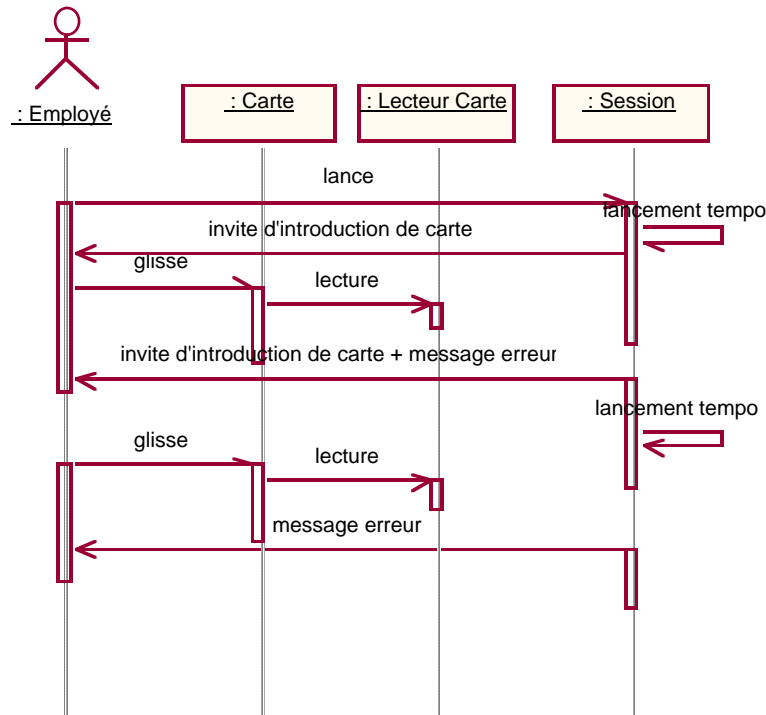 : Employé
: Carte
: Lecteur Carte
: Session
lance
lancement tempo
invite d'introduction de carte
glisse
lecture
invite d'introduction de carte + message erreur
lancement tempo
glisse
lecture
message erreur